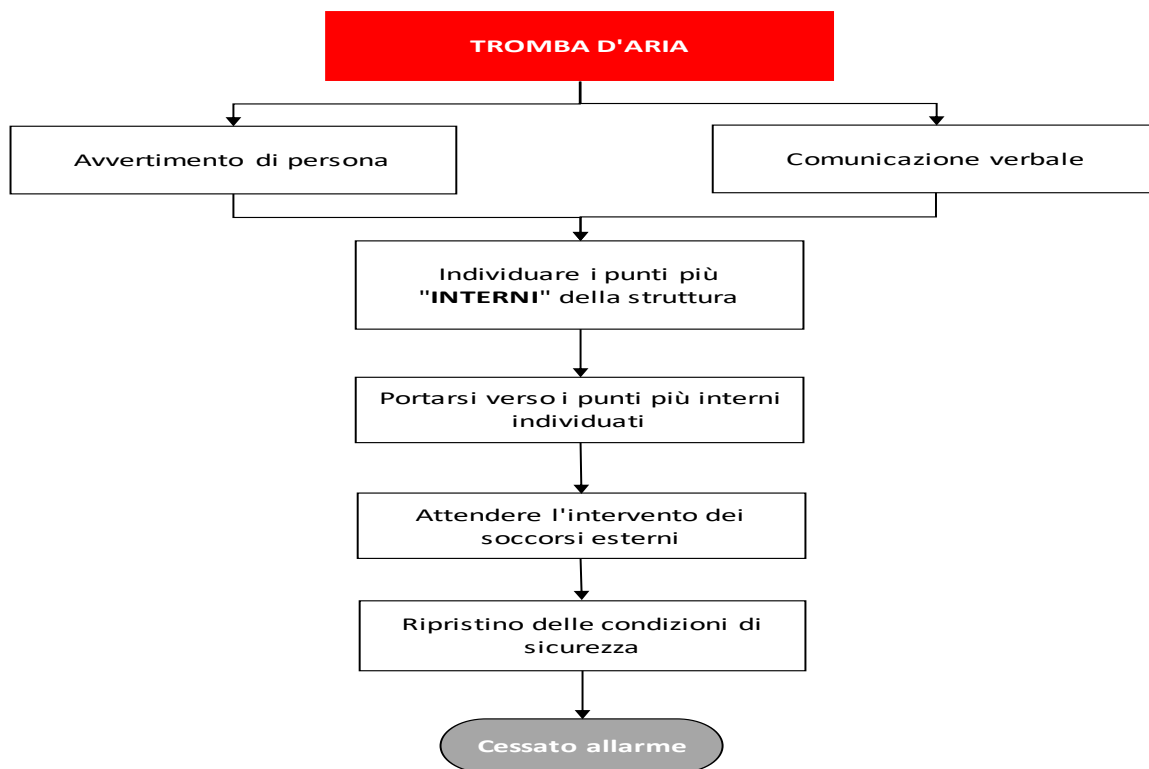 TROMBA D'ARIA
Avvertimento di persona
Comunicazione verbale
Individuare i punti più
"INTERNI" della struttura
Portarsi verso i punti più interni
individuati
Attendere l'intervento dei
soccorsi esterni
Ripristino delle condizioni di
sicurezza
Cessato allarme